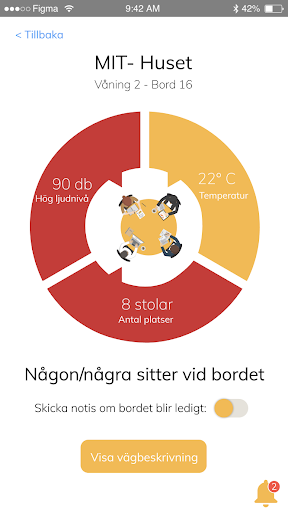 Figma 9:42 AM 42%
< Tillbaka
MIT- Huset
Våning 2 - Bord 16
90 db
Hög ljudnivå
22° C
Temperatur
8 stolar
Antal platser
Någon/några sitter vid bordet
Skicka notis om bordet blir ledigt:
Visa vägbeskrivning
2